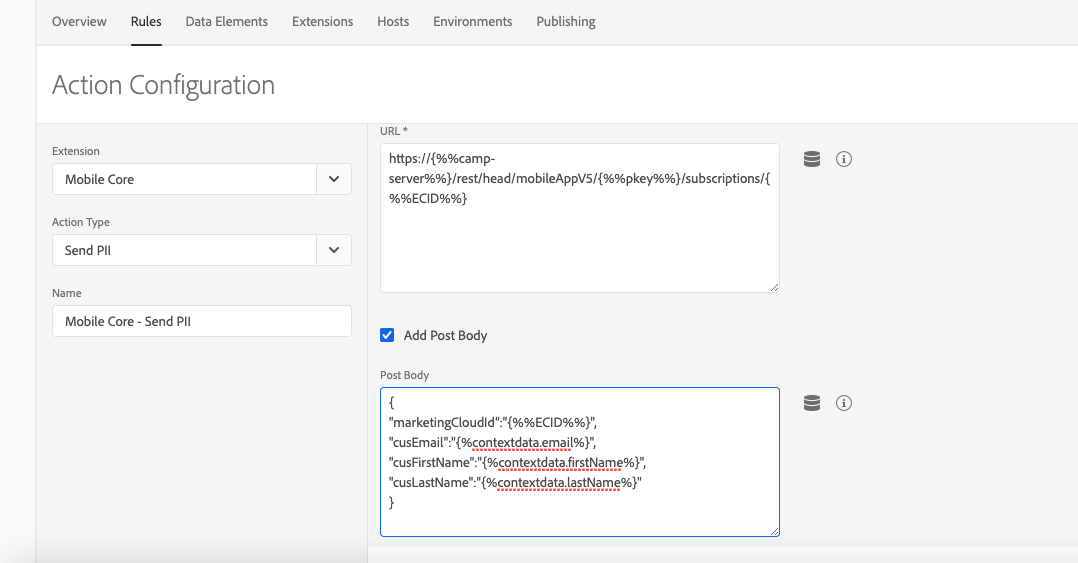 Overview Rules Data Elements Extensions Hosts Environments Publishing
Action Configuration
Extension
Mobile Core
Action Type
Send PII
Name
Mobile Core - Send PII
URL *
https://{%%camp-
server%%}/rest/head/mobileAppV5/{%%pkey%%}/subscriptions/{
%%ECID%%}
Add Post Body
Post Body
{
"marketingCloudId":"{%%ECID%%}",
"cusEmail":"{%contextdata.email%}",
"cusFirstName":"{%contextdata.firstName%}",
"cusLastName":"{%contextdata.lastName%}"
}